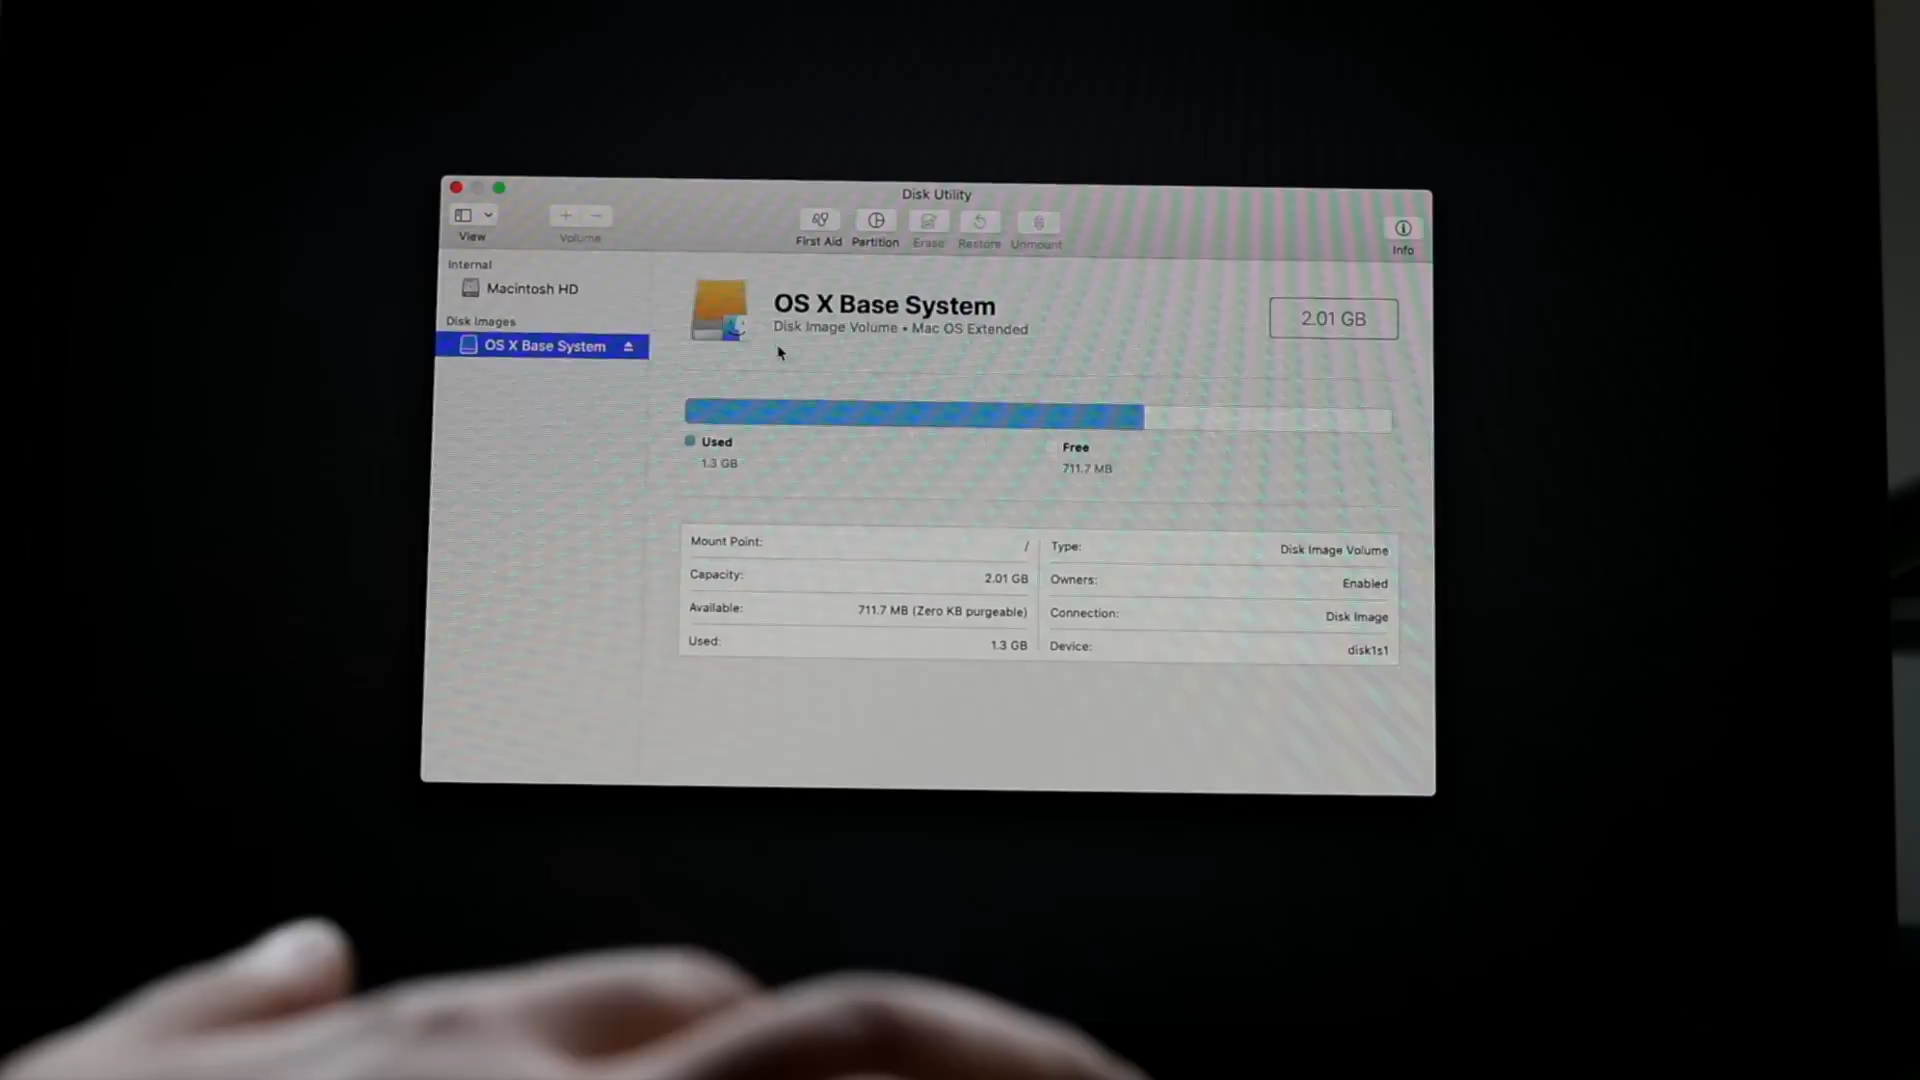 Disk Utility
View
Volume
First Aid
Partition
Erase
Restore
Unmount
Info
Internal
Macintosh HD
Disk Images
OS X Base System
OS X Base System
Disk Image Volume • Mac OS Extended
2.01 GB
Used
1.3 GB
Free
711.7 MB
Mount Point: /
Capacity: 2.01 GB
Available: 711.7 MB (Zero KB purgeable)
Used: 1.3 GB
Type: Disk Image Volume
Owners: Enabled
Connection: Disk Image
Device: disk1s1